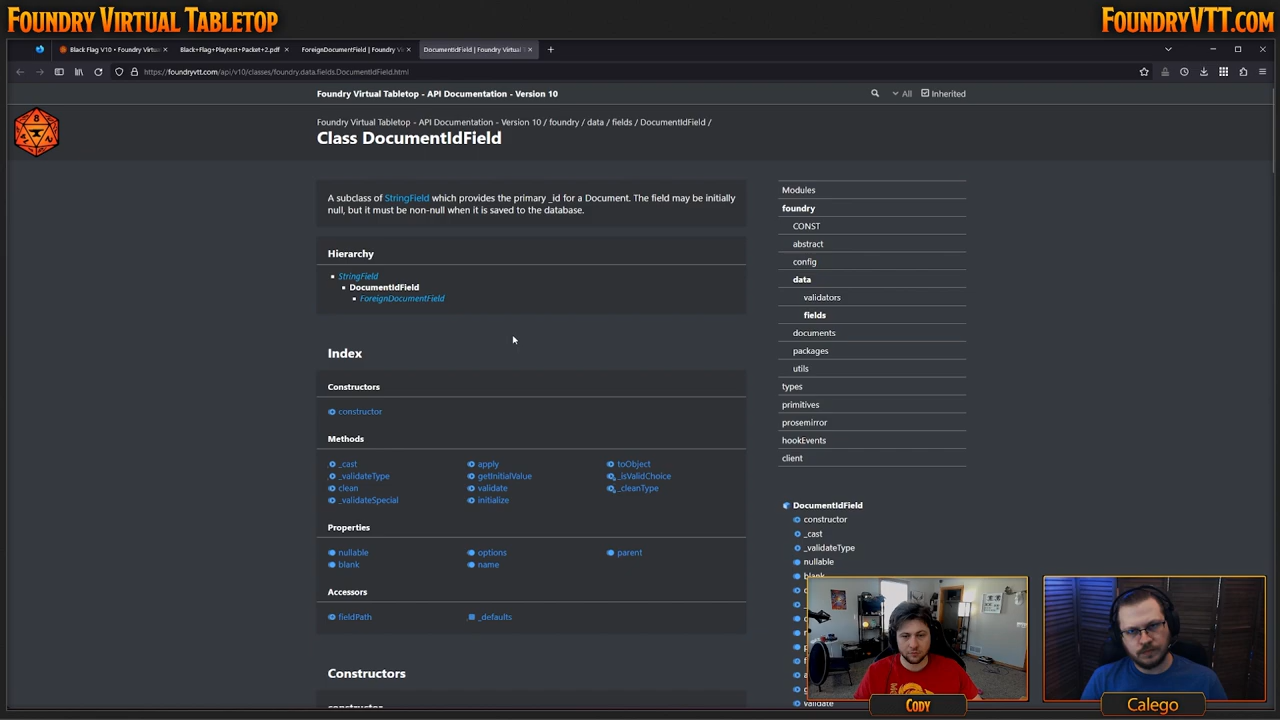 FOUNDRY VIRTUAL TABLETOP
FOUNDRYVTT.COM
Black Flag V10 • Foundry Virtu
Black+Flag+Playtest+Packet+2.pdf
ForeignDocumentField | Foundry V
DocumentIdField | Foundry Virtual
https://foundryvtt.com/api/v10/classes/foundry.data.fields.DocumentIdField.html
Foundry Virtual Tabletop - API Documentation - Version 10
All
Inherited
Foundry Virtual Tabletop - API Documentation - Version 10 / foundry / data / fields / DocumentIdField /
Class DocumentIdField
A subclass of StringField which provides the primary _id for a Document. The field may be initially
null, but it must be non-null when it is saved to the database.
Hierarchy
StringField
DocumentIdField
ForeignDocumentField
Index
Constructors
constructor
Methods
_cast
_validateType
clean
_validateSpecial
apply
getInitialValue
validate
initialize
toObject
_isValidChoice
_cleanType
Properties
nullable
blank
options
name
parent
Accessors
fieldPath
_defaults
Constructors
constructor
Modules
foundry
CONST
abstract
config
data
validators
fields
documents
packages
utils
types
primitives
prosemirror
hookEvents
client
DocumentIdField
constructor
_cast
_validateType
nullable
blank
validate
Cody
Calego